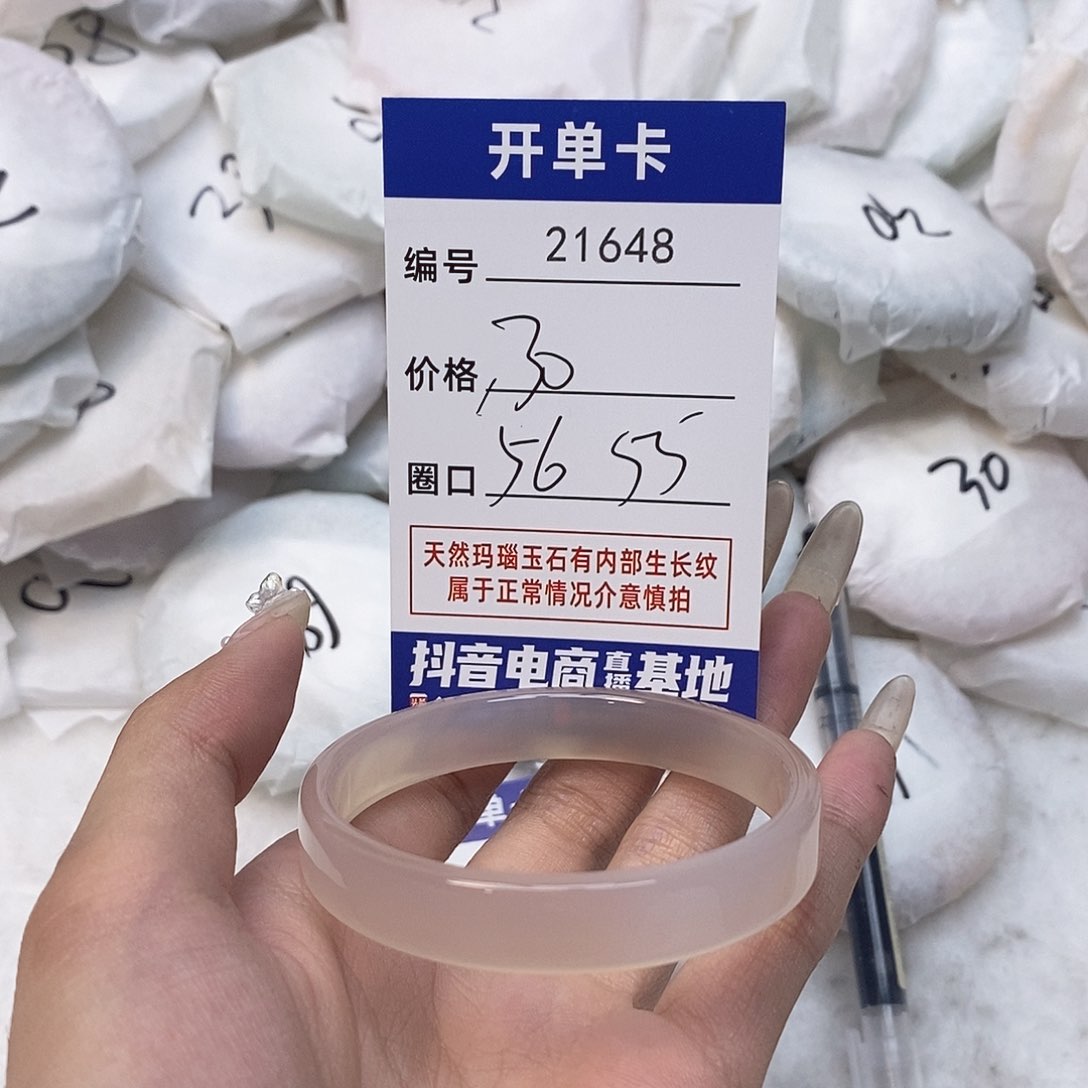 58
开单卡
编号 21648
价格 30
圈口 56 55
30
天然玛瑙玉石有内部生长纹
属于正常情况介意慎拍
抖音电商直播基地
单